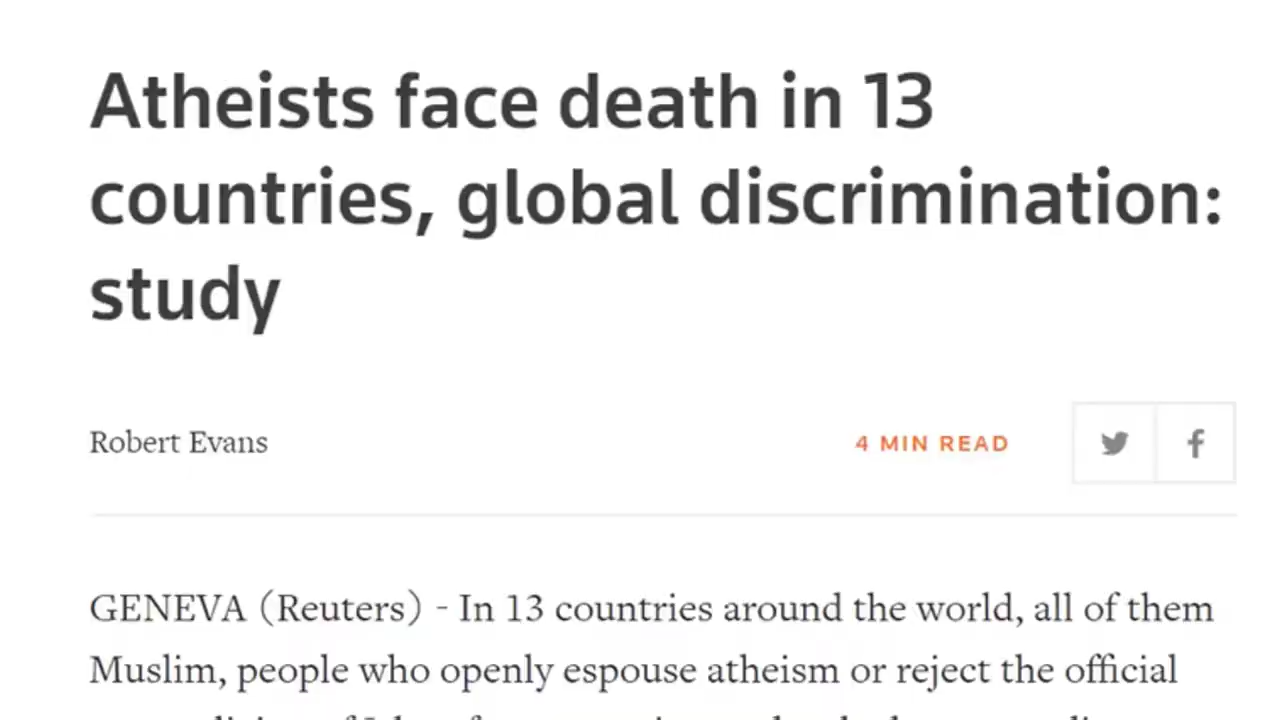 Atheists face death in 13
countries, global discrimination:
study
Robert Evans
4 MIN READ
GENEVA (Reuters) - In 13 countries around the world, all of them
Muslim, people who openly espouse atheism or reject the official